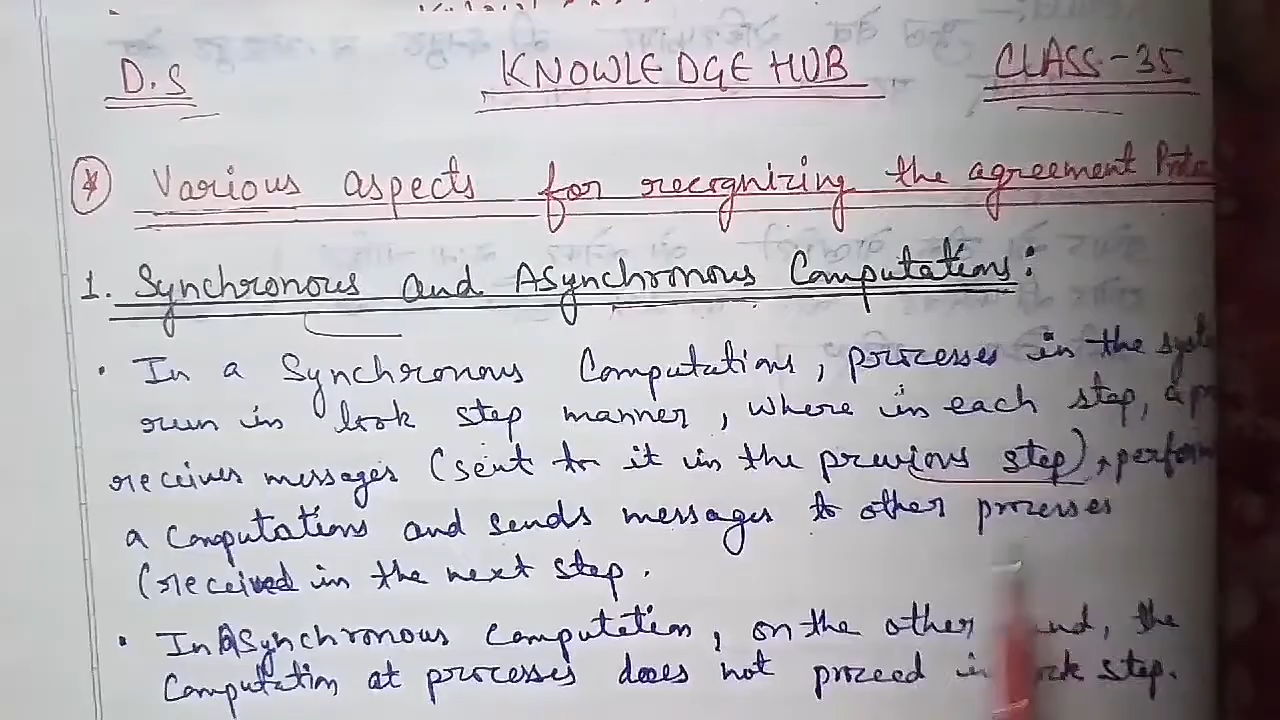 D.S KNOWLEDGE HUB CLASS-35
Various aspects for recognizing the agreement
1. Synchronous and Asynchronous Computations:
• In a Synchronous Computations, processes in the
run in lock step manner, where in each step, a
receives messages (sent to it in the previous step),
a Computations and sends messages to other processes
(received in the next step.
• In Asynchronous Computation, on the other the
Computation at processes does not proceed in step.